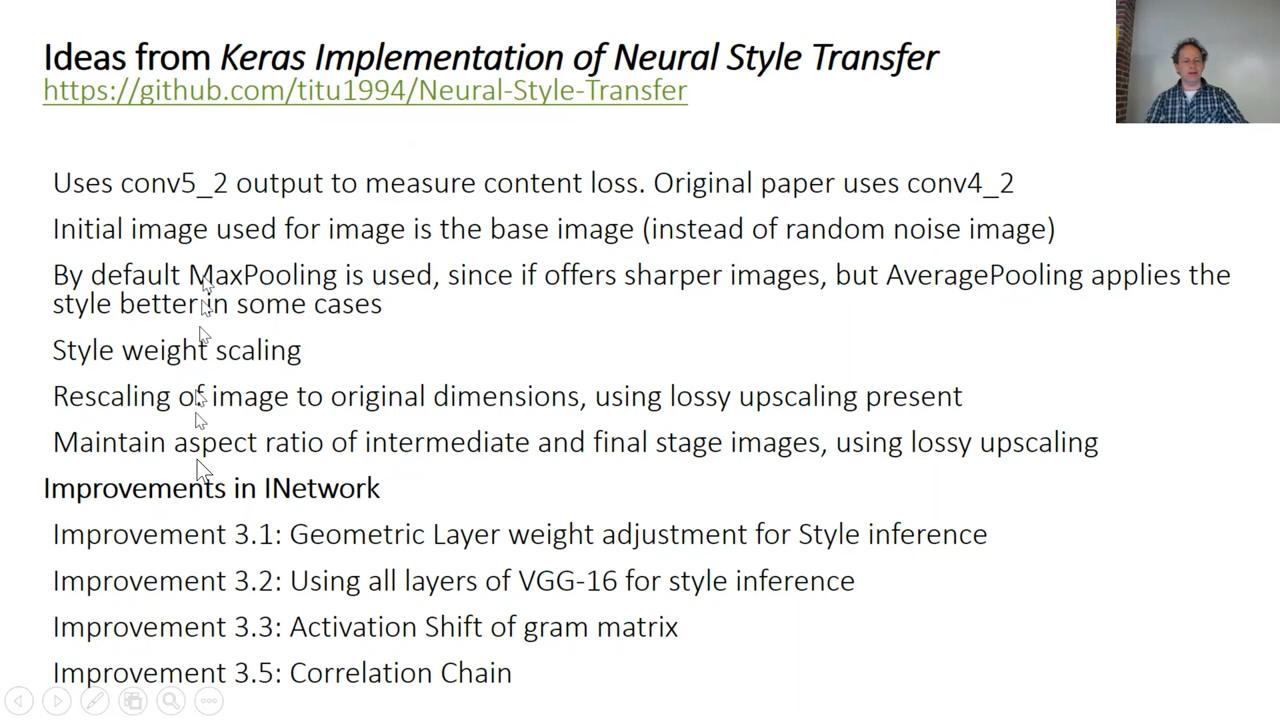 Ideas from Keras Implementation of Neural Style Transfer
https://github.com/titu1994/Neural-Style-Transfer
Uses conv5_2 output to measure content loss. Original paper uses conv4_2
Initial image used for image is the base image (instead of random noise image)
By default MaxPooling is used, since if offers sharper images, but AveragePooling applies the
style better in some cases
Style weight scaling
Rescaling of image to original dimensions, using lossy upscaling present
Maintain aspect ratio of intermediate and final stage images, using lossy upscaling
Improvements in INetwork
Improvement 3.1: Geometric Layer weight adjustment for Style inference
Improvement 3.2: Using all layers of VGG-16 for style inference
Improvement 3.3: Activation Shift of gram matrix
Improvement 3.5: Correlation Chain